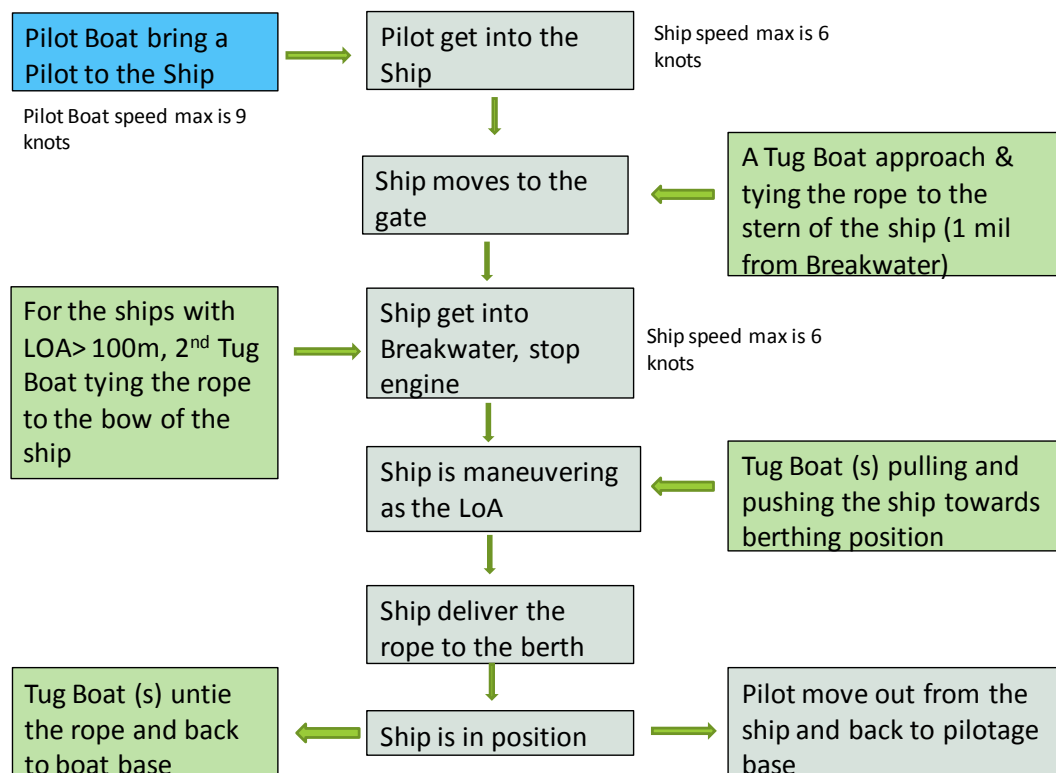 Pilot Boat bring a
Pilot to the Ship
Pilot get into the
Ship
Ship speed max is 6
knots
Pilot Boat speed max is 9
knots
Ship moves to the
gate
A Tug Boat approach &
tying the rope to the
stern of the ship (1 mil
from Breakwater)
For the ships with
LOA> 100m, 2nd Tug
Boat tying the rope
to the bow of the
ship
Ship get into
Breakwater, stop
engine
Ship speed max is 6
knots
Ship is maneuvering
as the LoA
Tug Boat (s) pulling and
pushing the ship towards
berthing position
Ship deliver the
rope to the berth
Tug Boat (s) untie
the rope and back
to boat base
Ship is in position
Pilot move out from the
ship and back to pilotage
base